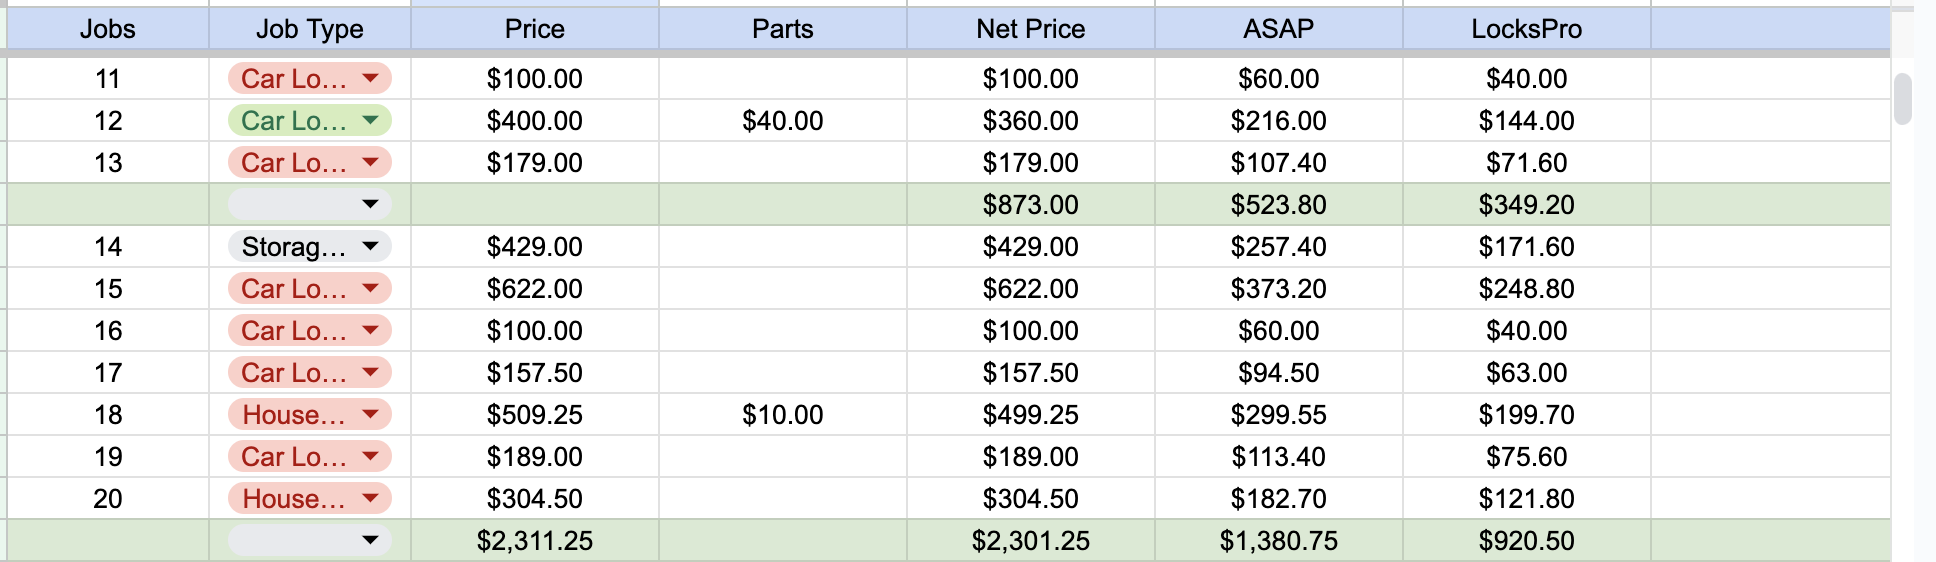 Jobs Job Type Price Parts Net Price ASAP LocksPro
11 Car Lo... $100.00 $100.00 $60.00 $40.00
12 Car Lo... $400.00 $40.00 $360.00 $216.00 $144.00
13 Car Lo... $179.00 $179.00 $107.40 $71.60
$873.00 $523.80 $349.20
14 Storag... $429.00 $429.00 $257.40 $171.60
15 Car Lo... $622.00 $622.00 $373.20 $248.80
16 Car Lo... $100.00 $100.00 $60.00 $40.00
17 Car Lo... $157.50 $157.50 $94.50 $63.00
18 House... $509.25 $10.00 $499.25 $299.55 $199.70
19 Car Lo... $189.00 $189.00 $113.40 $75.60
20 House... $304.50 $304.50 $182.70 $121.80
$2,311.25 $2,301.25 $1,380.75 $920.50